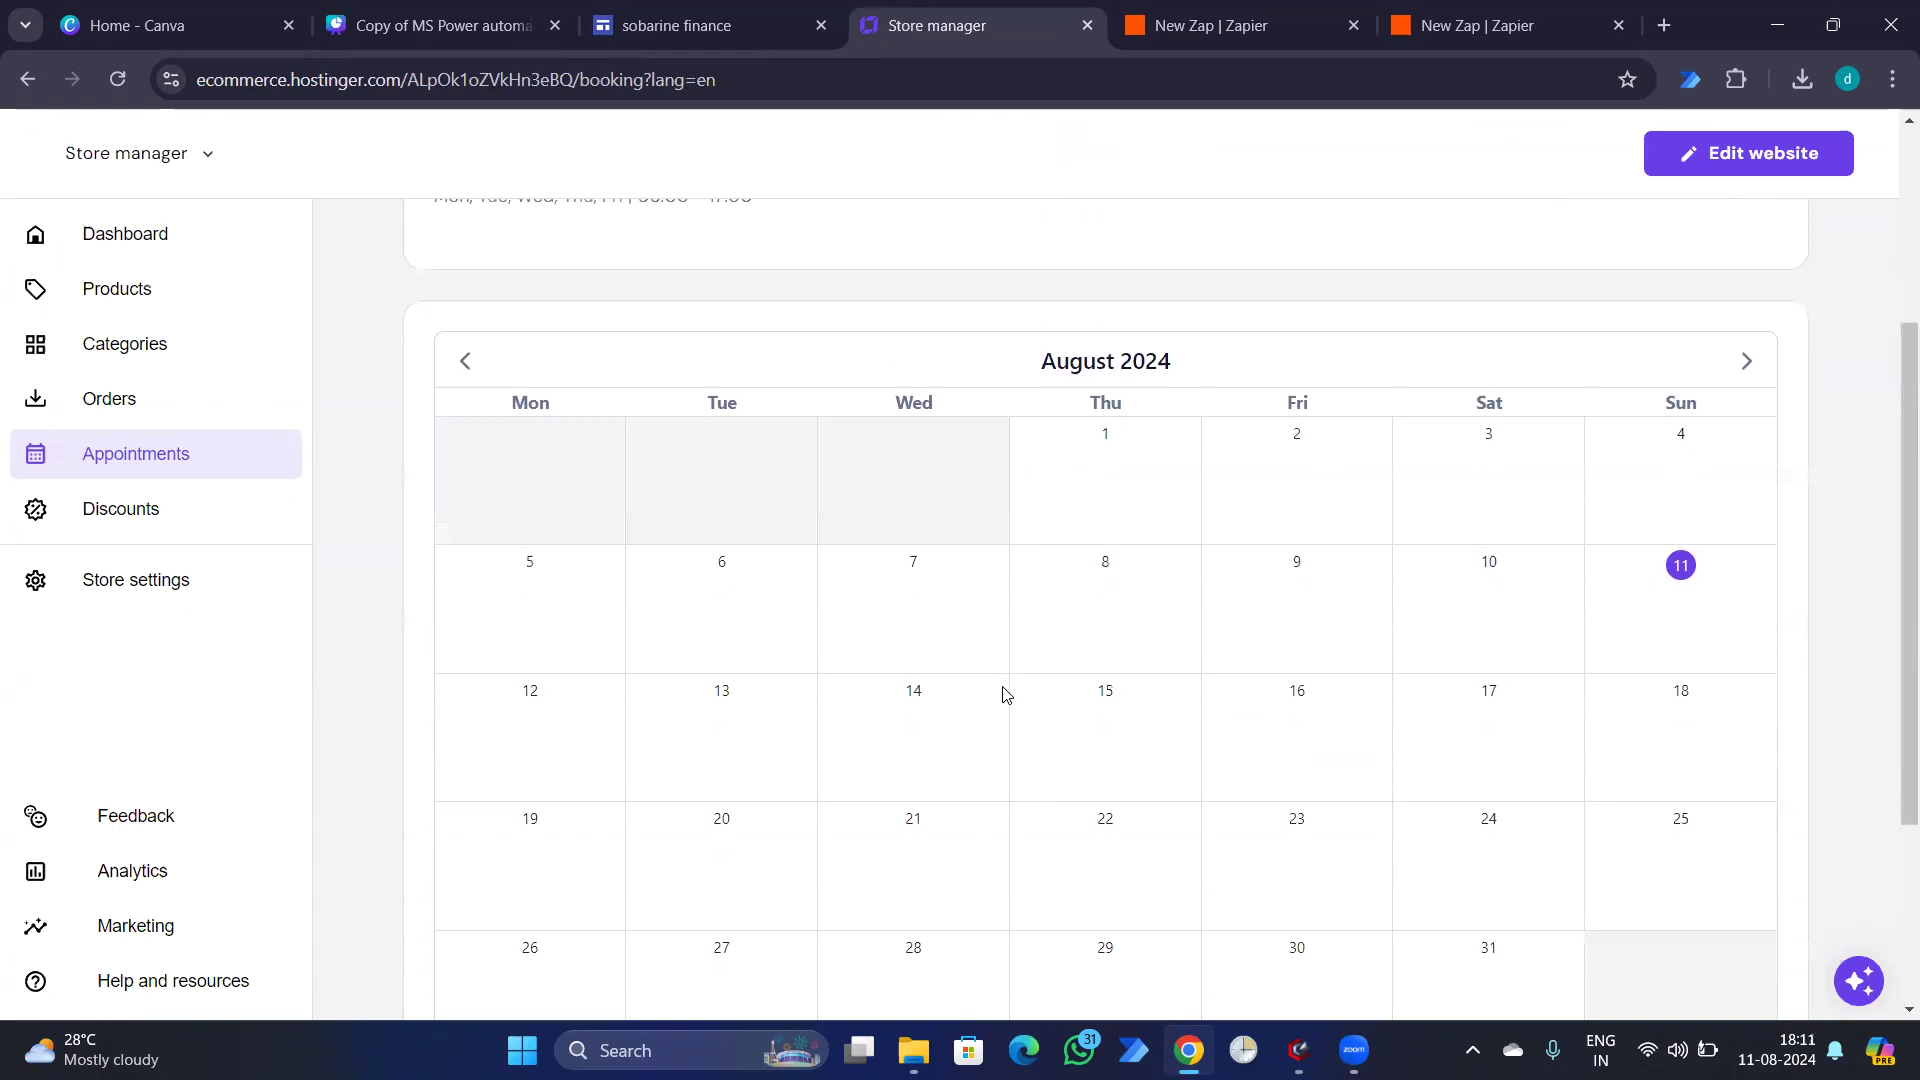 Home - Canva
Copy of MS Power automa
sobarine finance
Store manager
New Zap | Zapier
New Zap | Zapier
ecommerce.hostinger.com/ALpOk1oZVkHn3eBQ/booking?lang=en
d
Store manager
Edit website
Dashboard
Products
Categories
Orders
Appointments
Discounts
Store settings
Feedback
Analytics
Marketing
Help and resources
August 2024
Mon Tue Wed Thu Fri Sat Sun
1 2 3 4
5 6 7 8 9 10 11
12 13 14 15 16 17 18
19 20 21 22 23 24 25
26 27 28 29 30 31
28°C
Mostly cloudy
Search
31
zoom
ENG
IN
18:11
11-08-2024
PRE